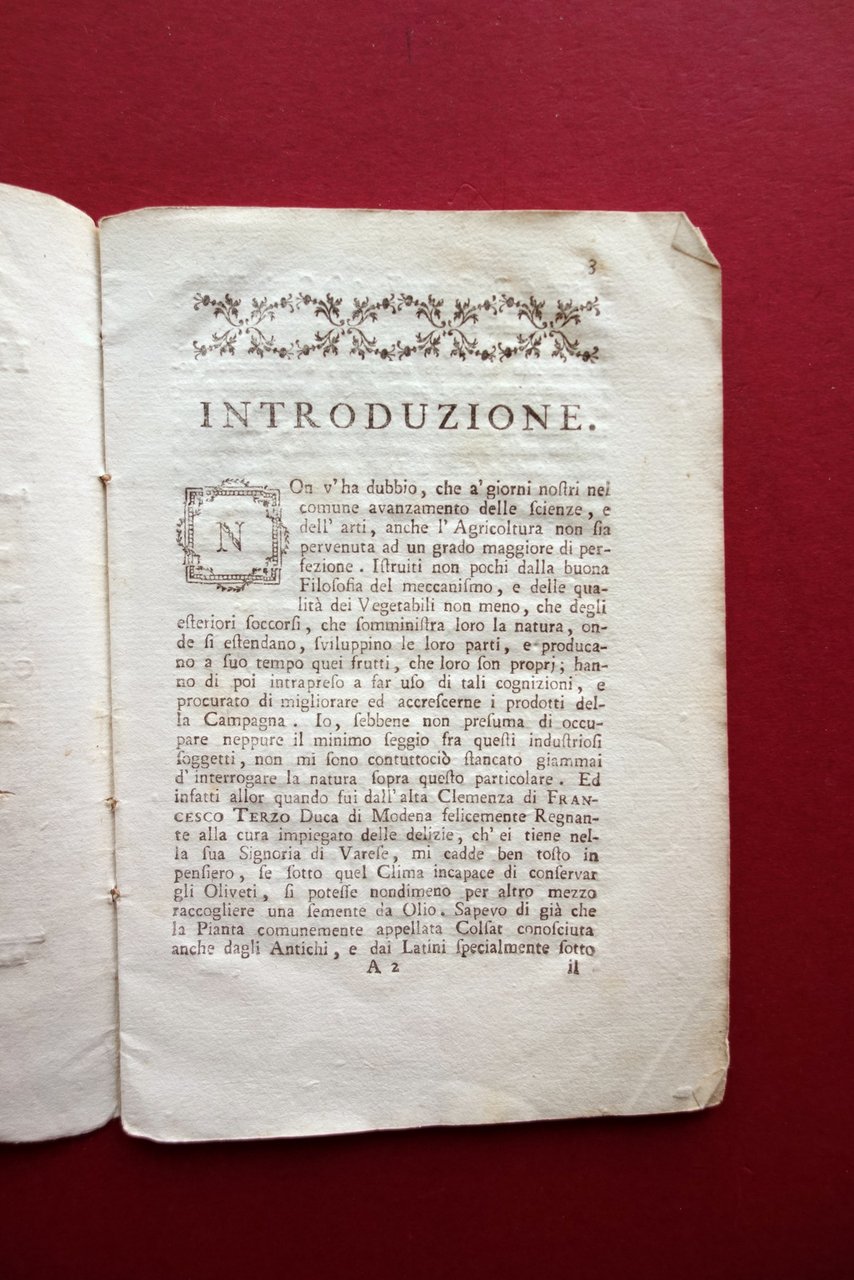 3
INTRODUZIONE.
NOn v'ha dubbio, che a' giorni noſtri nel
comune avanzamento delle ſcienze, e
dell' arti, anche l' Agricoltura non ſia
pervenuta ad un grado maggiore di per-
fezione. Iſtruiti non pochi dalla buona
Filoſofia del meccaniſmo, e delle qua-
lità dei Vegetabili non meno, che degli
eſteriori ſoccorſi, che ſomminiſtra loro la natura, on-
de ſi eſtendano, ſviluppino le loro parti, e produca-
no a ſuo tempo quei frutti, che loro ſon proprj; han-
no di poi intrapreſo a far uſo di tali cognizioni, e
procurato di migliorare ed accreſcerne i prodotti del-
la Campagna. Io, ſebbene non preſuma di occu-
pare neppure il minimo ſeggio fra queſti induſtrioſi
ſoggetti, non mi ſono contuttociò ſtancato giammai
d' interrogare la natura ſopra queſto particolare. Ed
infatti allor quando fui dall' alta Clemenza di FRAN-
CESCO TERZO Duca di Modena felicemente Regnan-
te alla cura impiegato delle delizie, ch' ei tiene nel-
la ſua Signoria di Vareſe, mi cadde ben toſto in
penſiero, ſe ſotto quel Clima incapace di conſervar
gli Oliveti, ſi poteſſe nondimeno per altro mezzo
raccogliere una ſemente da Olio. Sapevo di già che
la Pianta comunemente appellata Colſat conoſciuta
anche dagli Antichi, e dai Latini ſpecialmente ſotto
A 2 il